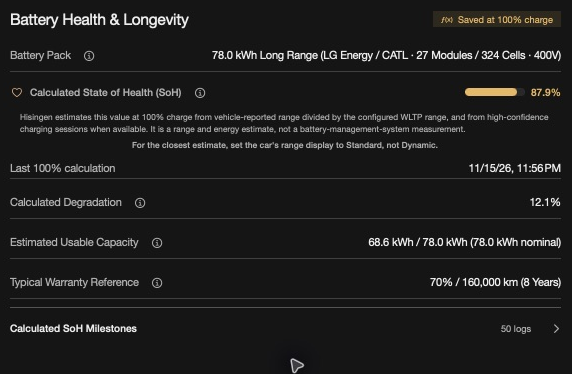 Battery Health & Longevity
f(x) Saved at 100% charge
Battery Pack
78.0 kWh Long Range (LG Energy / CATL · 27 Modules / 324 Cells · 400V)
Calculated State of Health (SoH)
87.9%
Hisingen estimates this value at 100% charge from vehicle-reported range divided by the configured WLTP range, and from high-confidence
charging sessions when available. It is a range and energy estimate, not a battery-management-system measurement.
For the closest estimate, set the car's range display to Standard, not Dynamic.
Last 100% calculation
11/15/26, 11:56 PM
Calculated Degradation
12.1%
Estimated Usable Capacity
68.6 kWh / 78.0 kWh (78.0 kWh nominal)
Typical Warranty Reference
70% / 160,000 km (8 Years)
Calculated SoH Milestones
50 logs